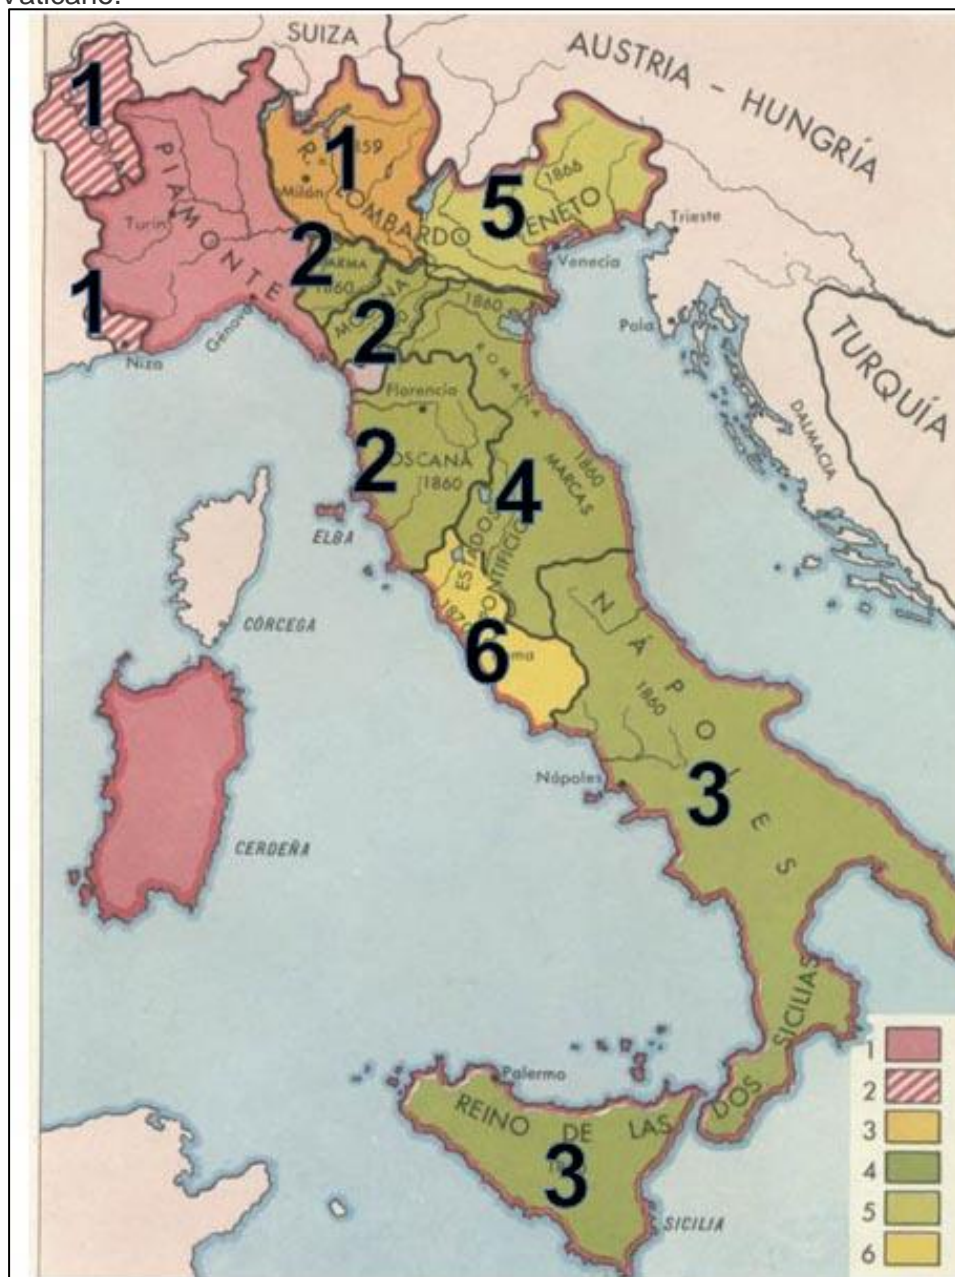 Vaticano.
SUIZA
AUSTRIA - HUNGRÍA
1
PIAMONTE
1
1859
R.
Milán
LOMBARDO
5
1866
VENETO
Turín
Trieste
2
PARMA
1860
Venecia
1
Niza
Génova
MODENA
2
1860
Pola
TURQUÍA
ROMAÑA
Florencia
DALMACIA
2
TOSCANA
1860
4
1860
MARCAS
ELBA
ESTADOS
PONTIFICIOS
1870
CÓRCEGA
6
Roma
NÁPOLES
1860
Nápoles
3
CERDEÑA
Palermo
REINO DE LAS DOS SICILIAS
3
SICILIA
1
2
3
4
5
6